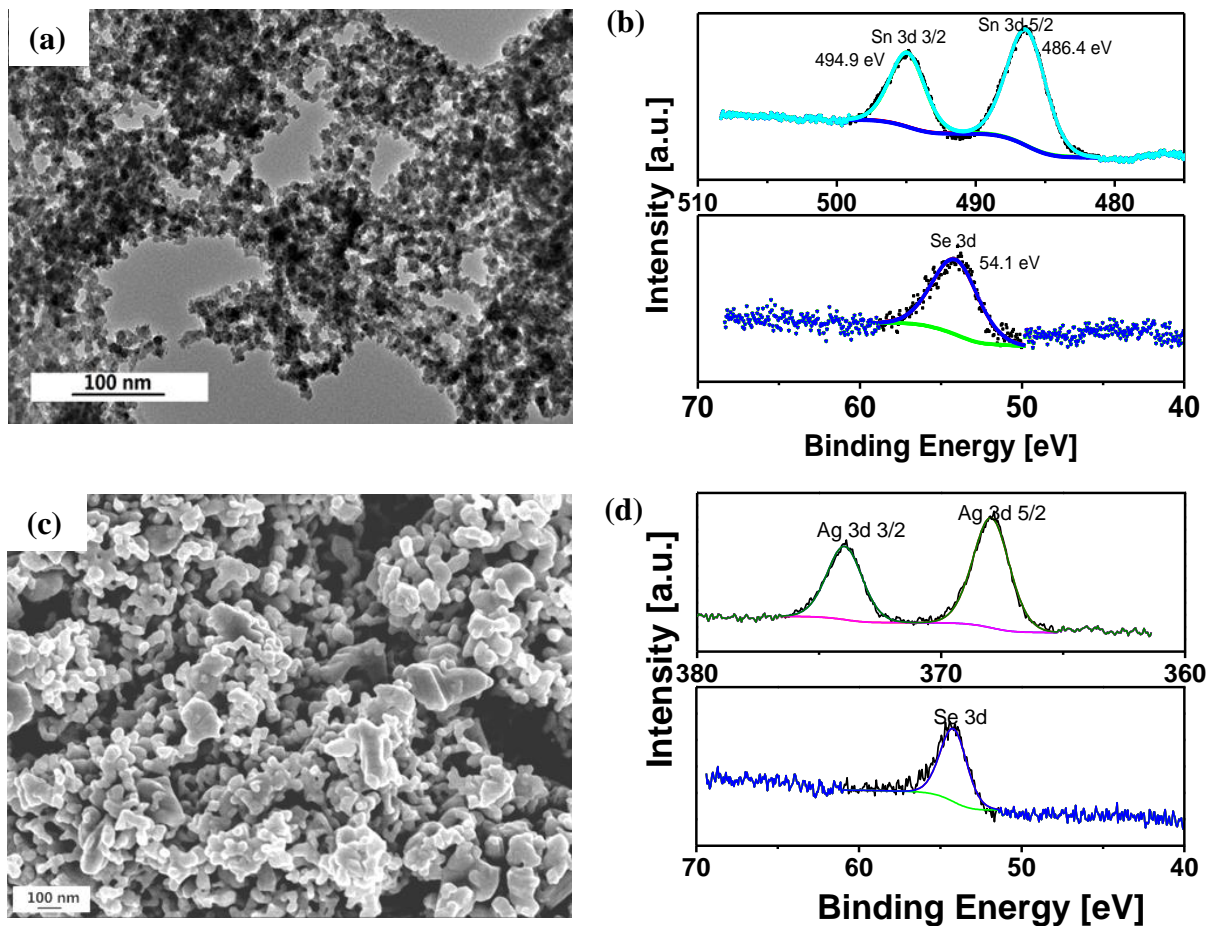 (a)
100 nm
(b)
Sn 3d 3/2
Sn 3d 5/2
494.9 eV
486.4 eV
510 500 490 480
Se 3d
54.1 eV
Intensity [a.u.]
70 60 50 40
Binding Energy [eV]
(c)
100 nm
(d)
Ag 3d 3/2
Ag 3d 5/2
380 370 360
Se 3d
Intensity [a.u.]
70 60 50 40
Binding Energy [eV]